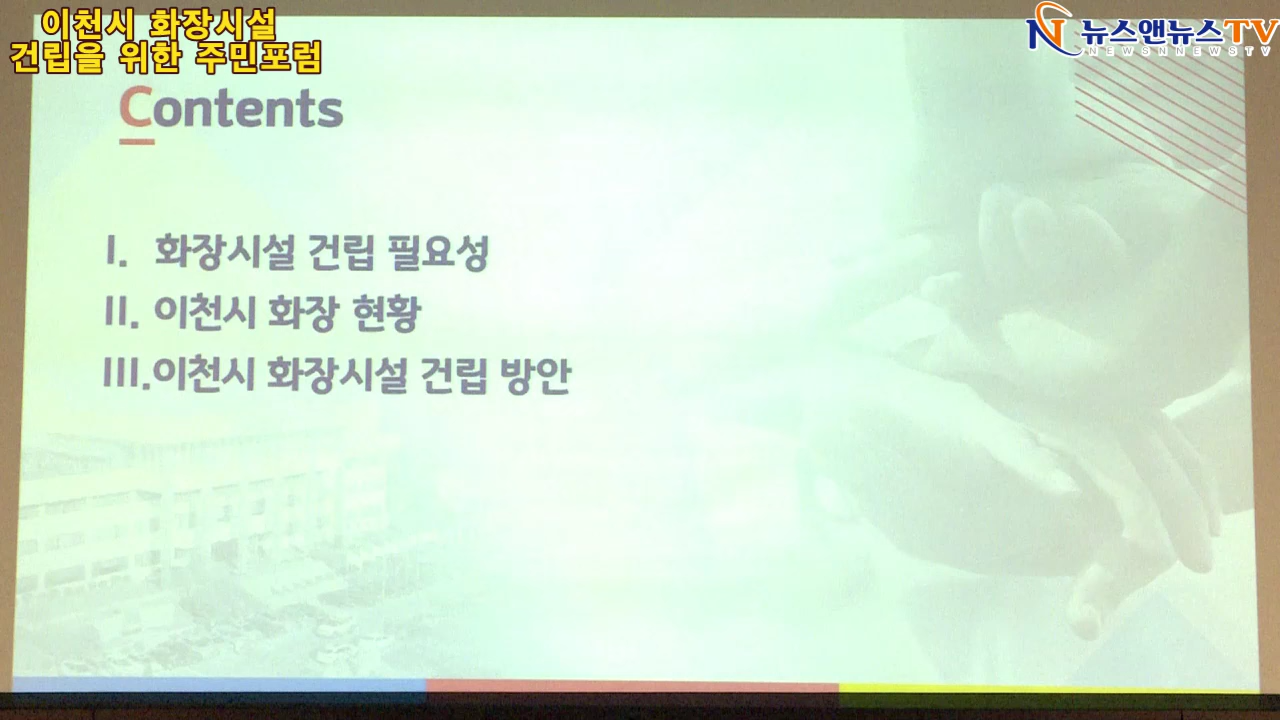 이천시 화장시설
건립을 위한 주민포럼
뉴스앤뉴스TV
NEWSNNEWSTV
Contents
I. 화장시설 건립 필요성
II. 이천시 화장 현황
III.이천시 화장시설 건립 방안